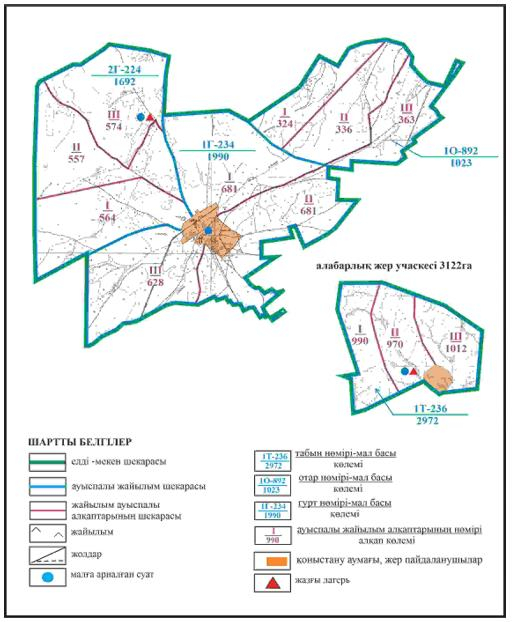 2Г-224
1692
III
574
II
557
I
564
1Г-234
1990
I
324
II
336
III
363
1О-892
1023
I
681
II
681
III
628
алабарлық жер учаскесі 3122га
I
990
II
970
III
1012
1Т-236
2972
ШАРТТЫ БЕЛГІЛЕР
елді -мекен шекарасы
ауыспалы жайылым шекарасы
жайылым ауыспалы
алқаптарының шекарасы
жайылым
жолдар
малға арналған суат
1Т-236
2972
табын нөмірі-мал басы
көлемі
1О-892
1023
отар нөмірі-мал басы
көлемі
1Г-234
1990
гурт нөмірі-мал басы
көлемі
I
990
ауыспалы жайылым алқаптарының нөмірі
алқап көлемі
қоныстану аумағы, жер пайдаланушылар
жазғы лагерь